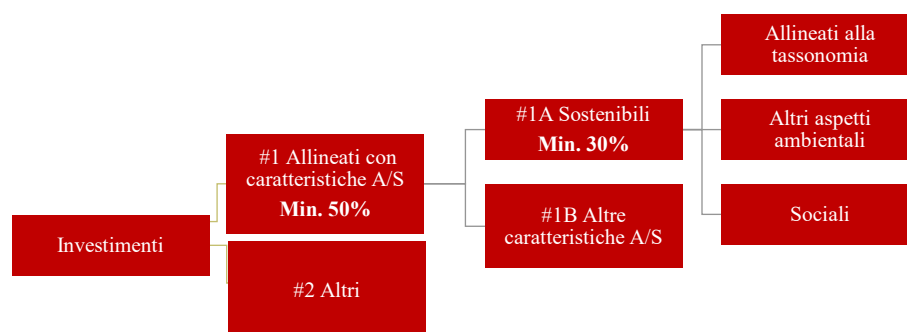 Investimenti
#1 Allineati con
caratteristiche A/S
Min. 50%
#2 Altri
#1A Sostenibili
Min. 30%
#1B Altre
caratteristiche A/S
Allineati alla
tassonomia
Altri aspetti
ambientali
Sociali